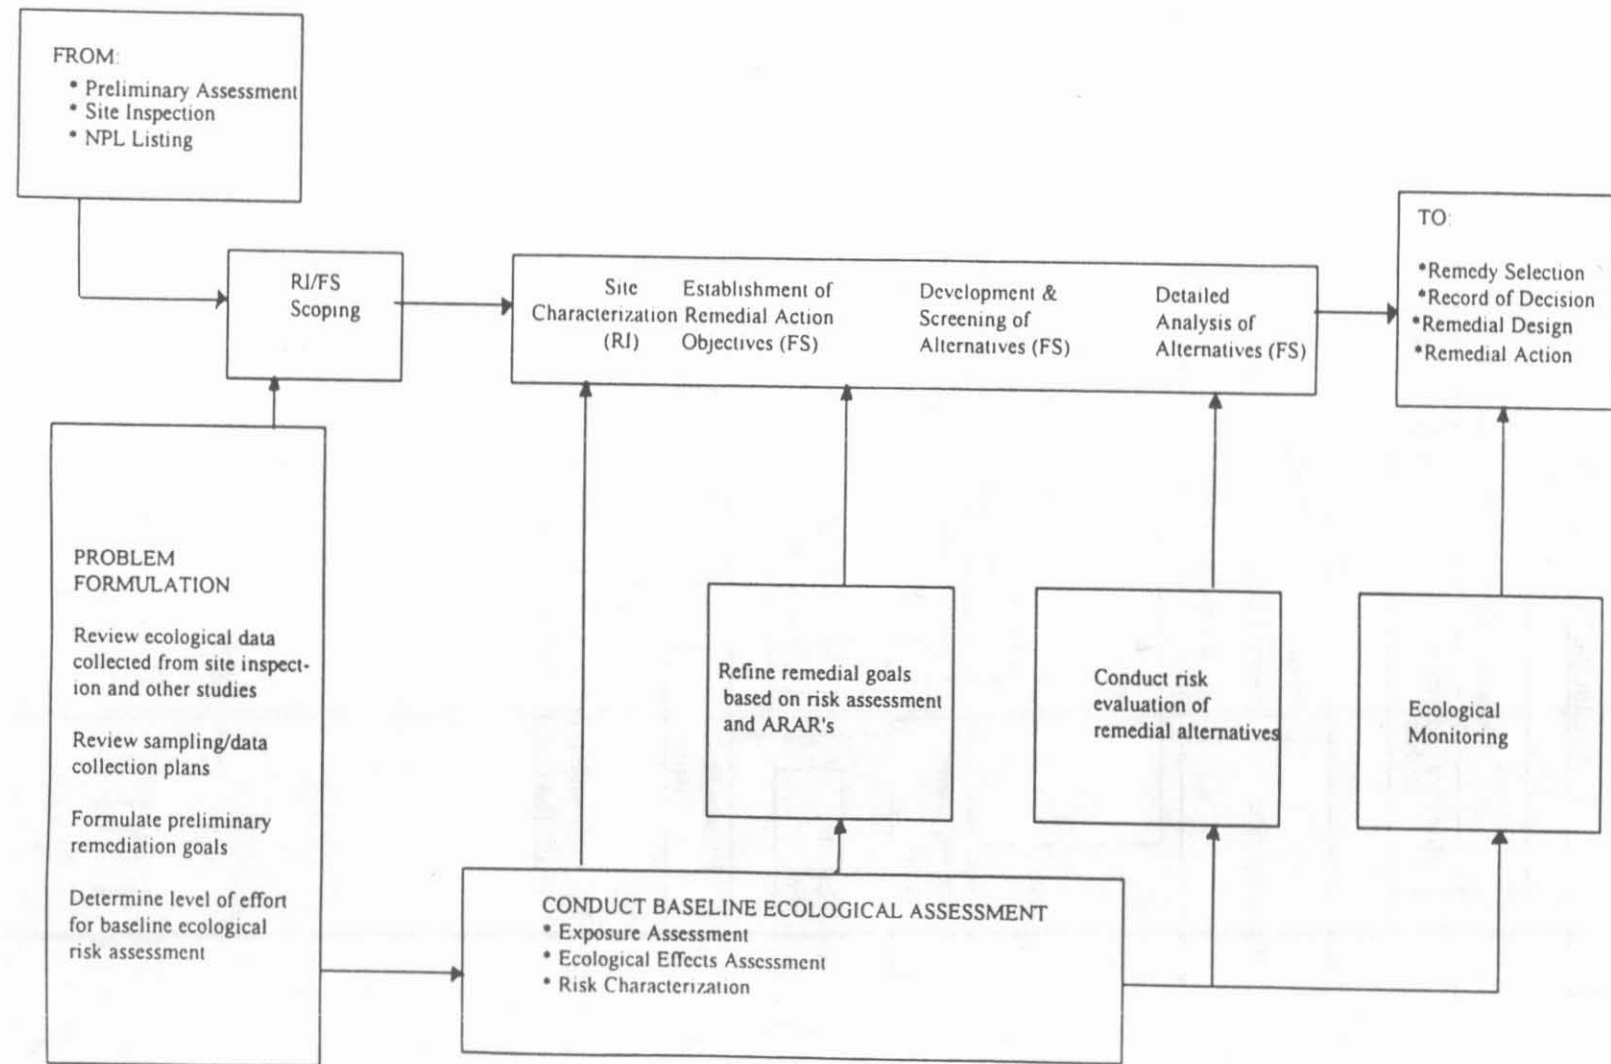 FROM:
* Preliminary Assessment
* Site Inspection
* NPL Listing
RI/FS
Scoping
Site
Characterization
(RI)
Establishment of
Remedial Action
Objectives (FS)
Development &
Screening of
Alternatives (FS)
Detailed
Analysis of
Alternatives (FS)
TO:
*Remedy Selection
*Record of Decision
*Remedial Design
*Remedial Action
PROBLEM
FORMULATION
Review ecological data
collected from site inspect-
ion and other studies
Review sampling/data
collection plans
Formulate preliminary
remediation goals
Determine level of effort
for baseline ecological
risk assessment
Refine remedial goals
based on risk assessment
and ARAR's
Conduct risk
evaluation of
remedial alternatives
Ecological
Monitoring
CONDUCT BASELINE ECOLOGICAL ASSESSMENT
* Exposure Assessment
* Ecological Effects Assessment
* Risk Characterization